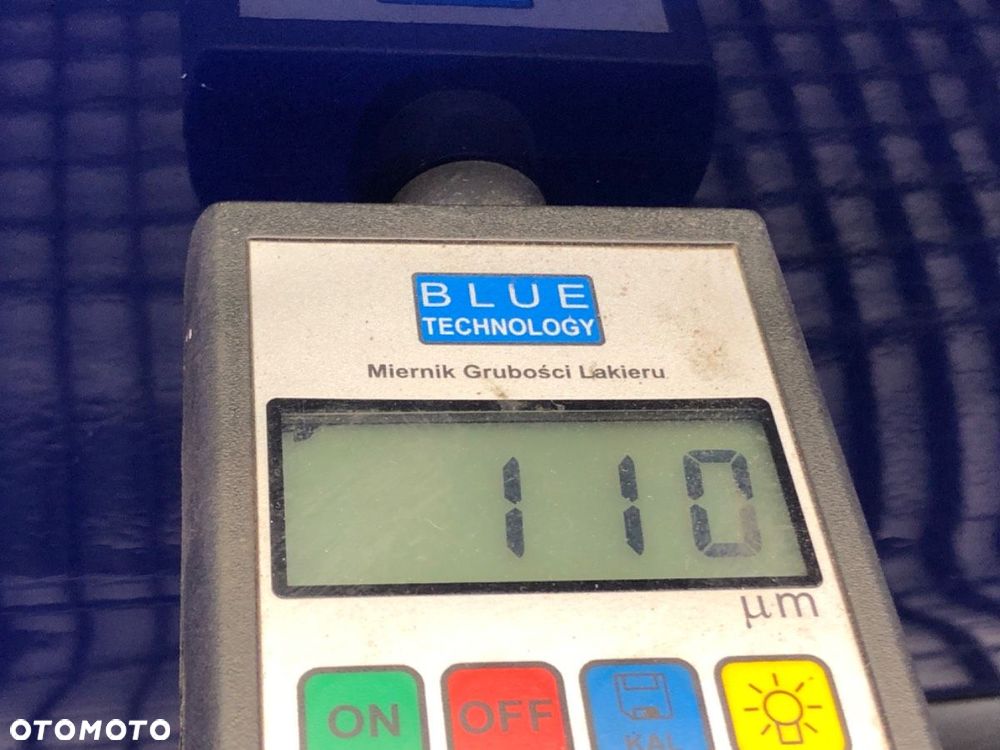 BLUE
TECHNOLOGY
Miernik Grubości Lakieru
110
µm
ON
OFF
KAL
OTOMOTO